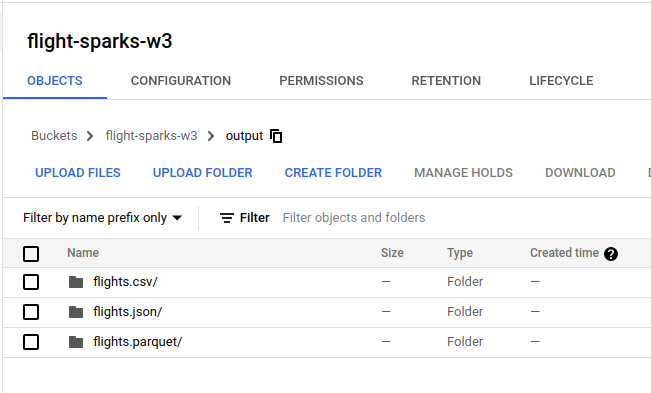 flight-sparks-w3
OBJECTS CONFIGURATION PERMISSIONS RETENTION LIFECYCLE
Buckets > flight-sparks-w3 > output
UPLOAD FILES UPLOAD FOLDER CREATE FOLDER MANAGE HOLDS DOWNLOAD
Filter by name prefix only Filter Filter objects and folders
Name Size Type Created time ?
flights.csv/ — Folder —
flights.json/ — Folder —
flights.parquet/ — Folder —